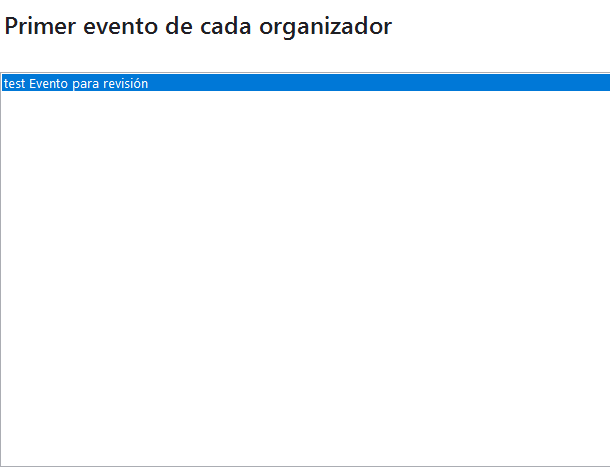 Primer evento de cada organizador
test Evento para revisión